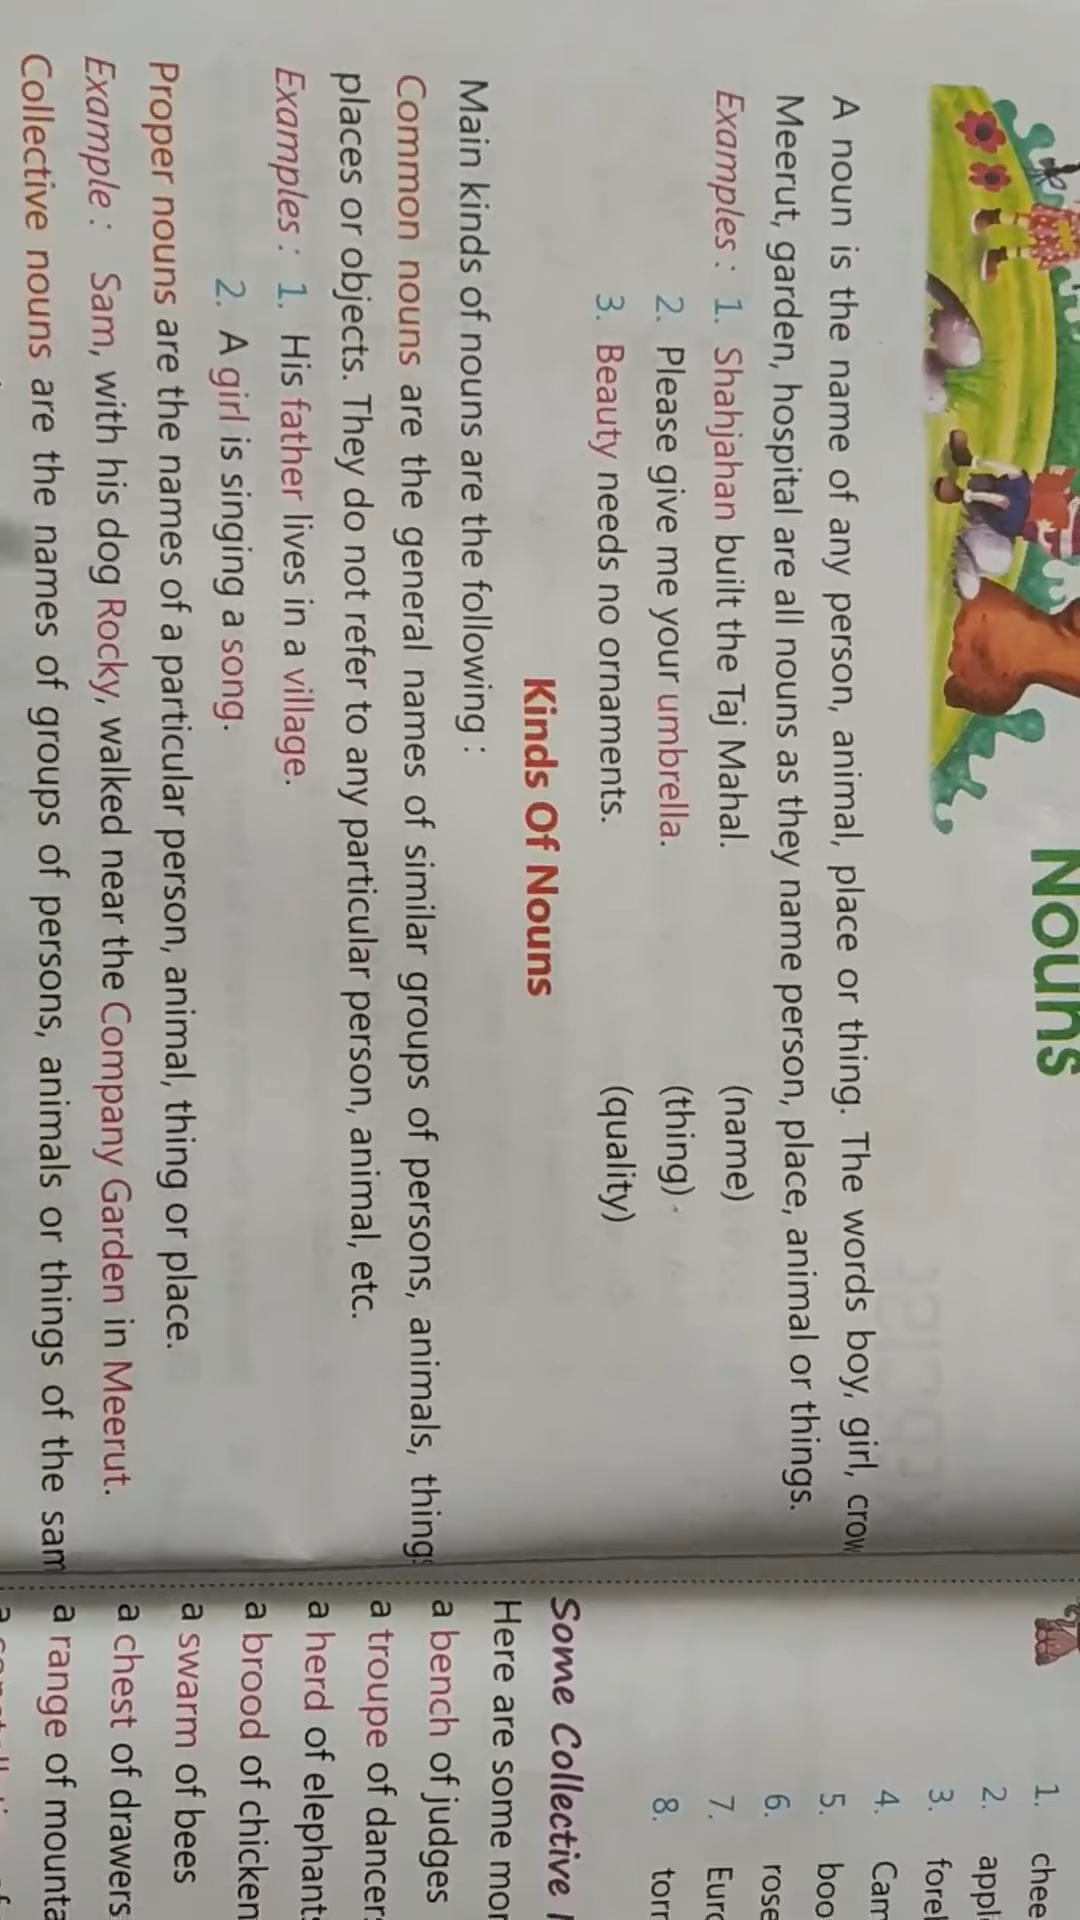 Nouns
A noun is the name of any person, animal, place or thing. The words boy, girl, crow
Meerut, garden, hospital are all nouns as they name person, place, animal or things.
Examples : 1. Shahjahan built the Taj Mahal. (name)
2. Please give me your umbrella. (thing)
3. Beauty needs no ornaments. (quality)
Kinds Of Nouns
Main kinds of nouns are the following :
Common nouns are the general names of similar groups of persons, animals, things
places or objects. They do not refer to any particular person, animal, etc.
Examples : 1. His father lives in a village.
2. A girl is singing a song.
Proper nouns are the names of a particular person, animal, thing or place.
Example : Sam, with his dog Rocky, walked near the Company Garden in Meerut.
Collective nouns are the names of groups of persons, animals or things of the sam
1. chee
2. appl
3. forel
4. Cam
5. boo
6. rose
7. Euro
8. torr
Some Collective
Here are some mor
a bench of judges
a troupe of dancer
a herd of elephants
a brood of chicken
a swarm of bees
a chest of drawers
a range of mounta